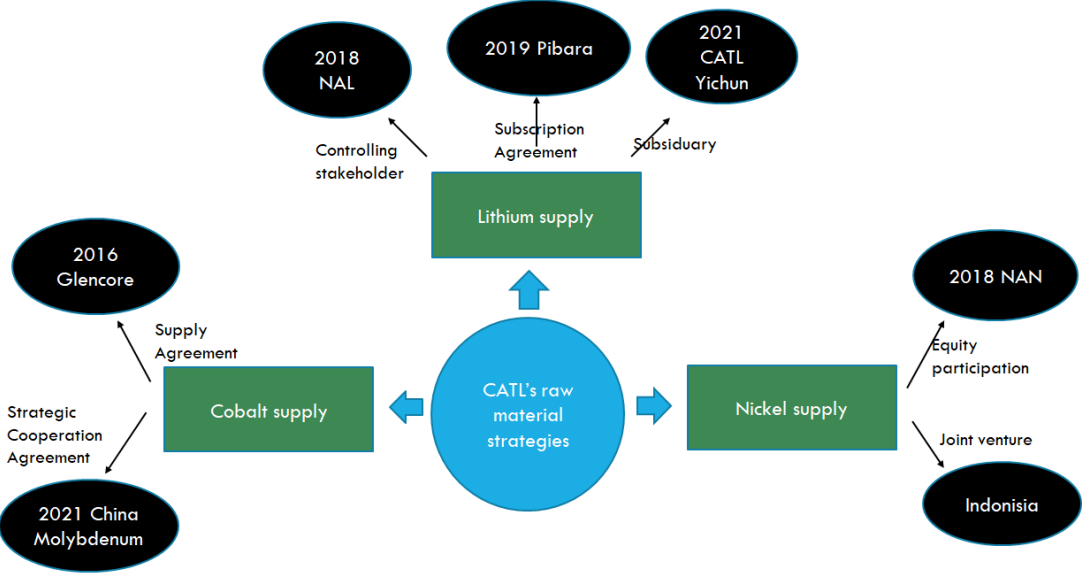 2018
NAL
2019 Pibara
2021
CATL
Yichun
Controlling
stakeholder
Subscription
Agreement
Subsiduary
Lithium supply
2016
Glencore
2018 NAN
Supply
Agreement
Equity
participation
Cobalt supply
CATL's raw
material
strategies
Nickel supply
Strategic
Cooperation
Agreement
Joint venture
2021 China
Molybdenum
Indonisia